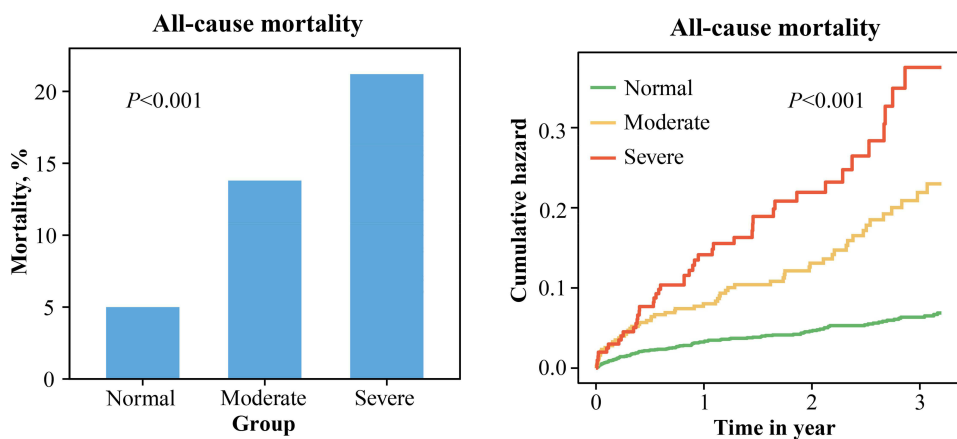 All-cause mortality
P<0.001
Mortality, %
20
15
10
5
0
Normal Moderate Severe
Group
All-cause mortality
Normal
Moderate
Severe
P<0.001
Cumulative hazard
0.3
0.2
0.1
0.0
0 1 2 3
Time in year